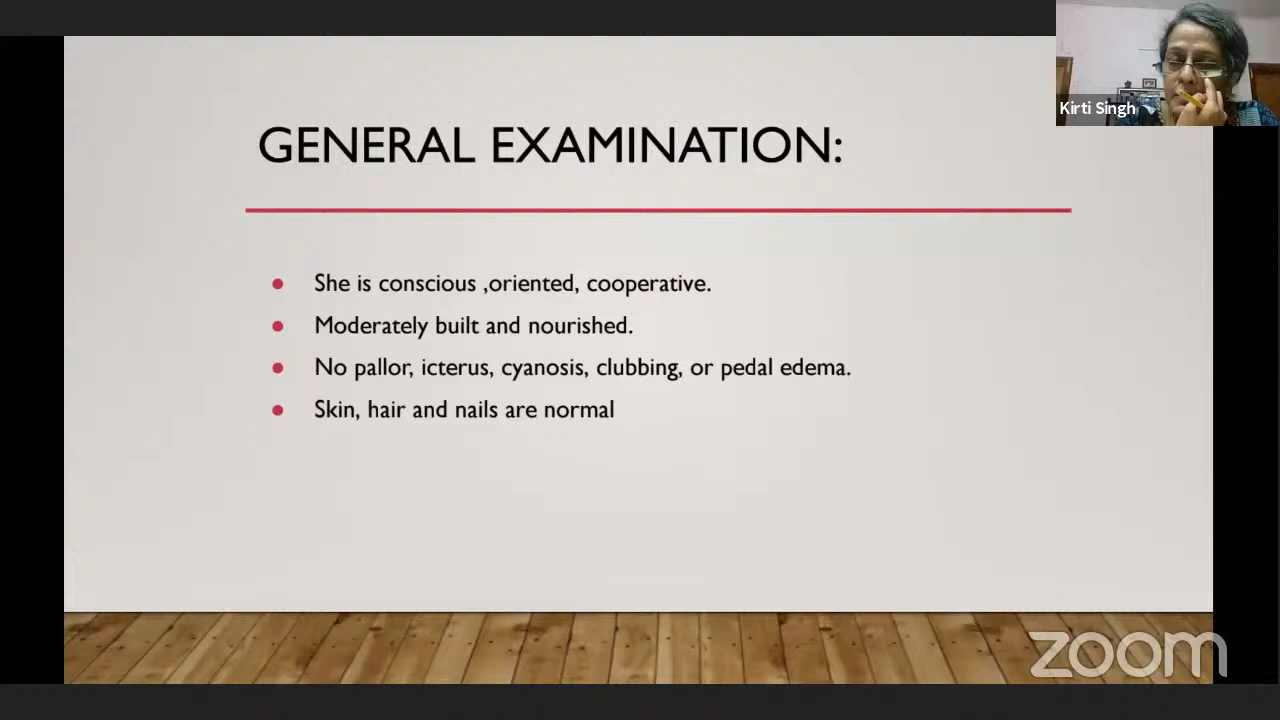 Kirti Singh
GENERAL EXAMINATION:
She is conscious ,oriented, cooperative.
Moderately built and nourished.
No pallor, icterus, cyanosis, clubbing, or pedal edema.
Skin, hair and nails are normal
zoom